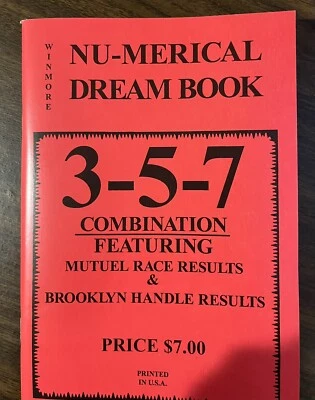 WINMORE
NU-MERICAL
DREAM BOOK
3-5-7
COMBINATION
FEATURING
MUTUEL RACE RESULTS
&
BROOKLYN HANDLE RESULTS
PRICE $7.00
PRINTED
IN U.S.A.